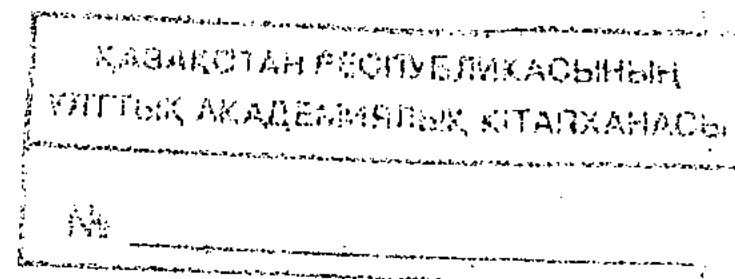 ҚАЗАҚСТАН РЕСПУБЛИКАСЫНЫҢ
ҰЛТТЫҚ АКАДЕМИЯЛЫҚ КІТАПХАНАСЫ
№